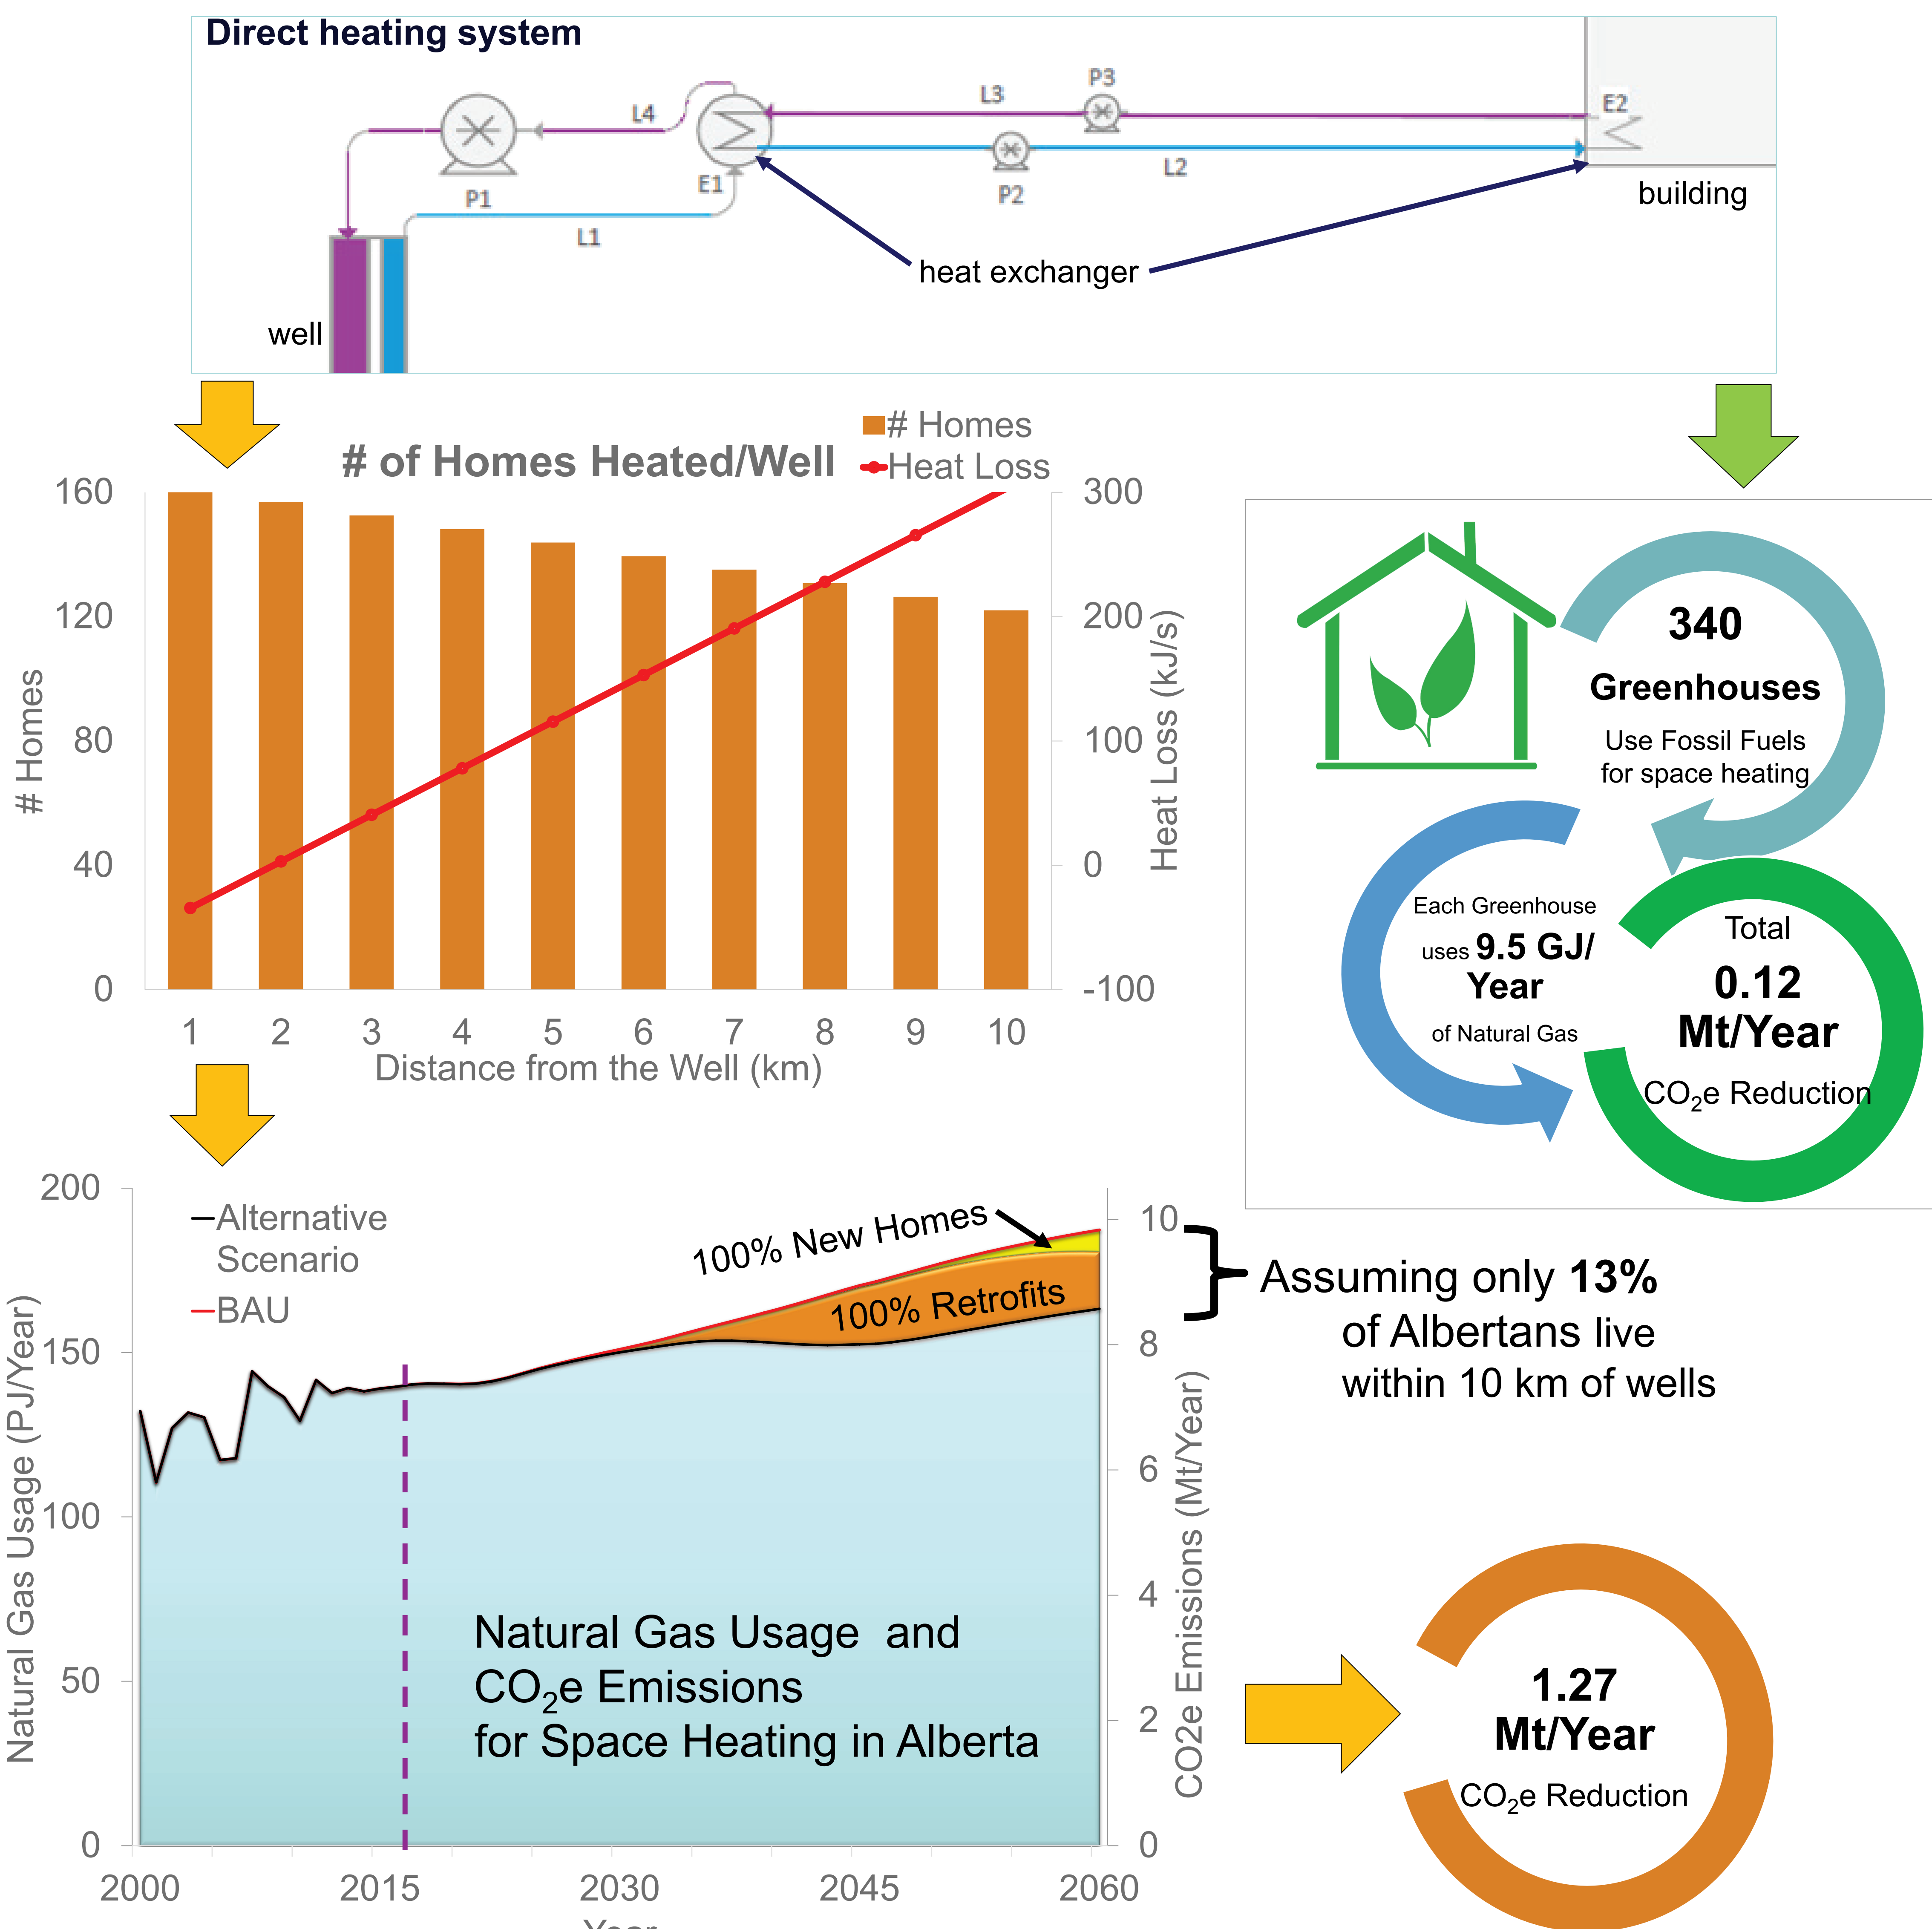 Direct heating system
P3
L3
E2
L4
P1
E1
P2
L2
building
L1
heat exchanger
well
# Homes
Heat Loss
# of Homes Heated/Well
160
120
80
40
0
# Homes
300
200
100
0
-100
Heat Loss (kJ/s)
1 2 3 4 5 6 7 8 9 10
Distance from the Well (km)
340
Greenhouses
Use Fossil Fuels
for space heating
Each Greenhouse
uses 9.5 GJ/
Year
of Natural Gas
Total
0.12
Mt/Year
CO₂e Reduction
200
150
100
50
0
Natural Gas Usage (PJ/Year)
Alternative
Scenario
BAU
100% New Homes
100% Retrofits
Natural Gas Usage and
CO₂e Emissions
for Space Heating in Alberta
10
8
6
4
2
0
CO2e Emissions (Mt/Year)
2000 2015 2030 2045 2060
Year
Assuming only 13%
of Albertans live
within 10 km of wells
1.27
Mt/Year
CO₂e Reduction